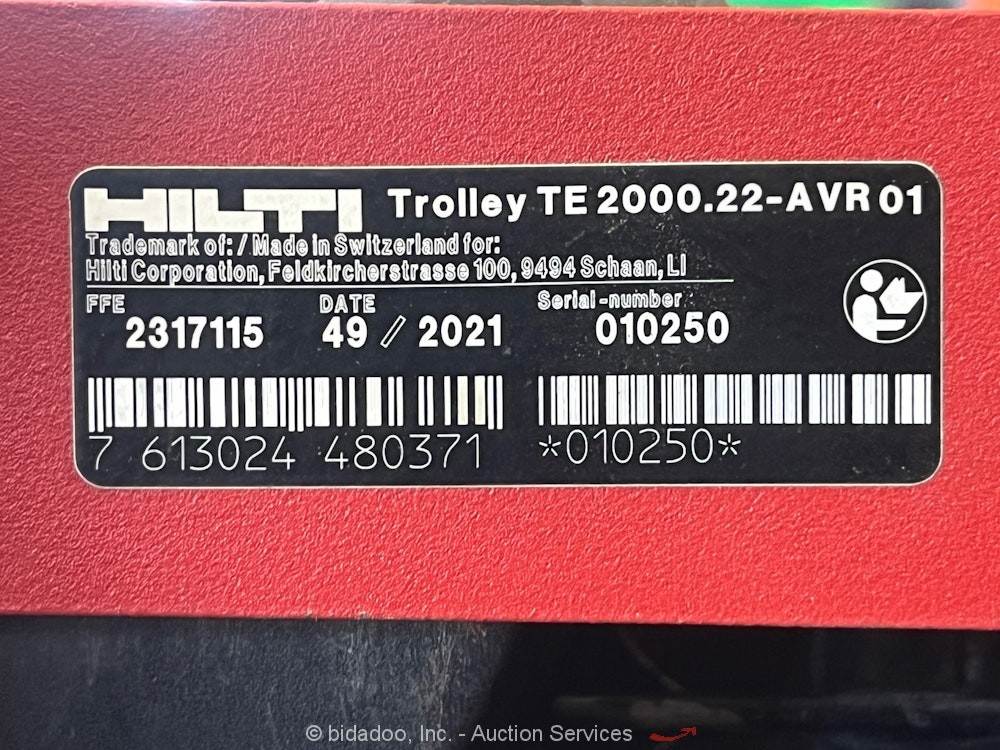 HILTI Trolley TE 2000.22-AVR 01
Trademark of: / Made in Switzerland for:
Hilti Corporation, Feldkircherstrasse 100, 9494 Schaan, LI
FFE DATE Serial-number
2317115 49 / 2021 010250
7 613024 480371 *010250*
© bidadoo, Inc. - Auction Services